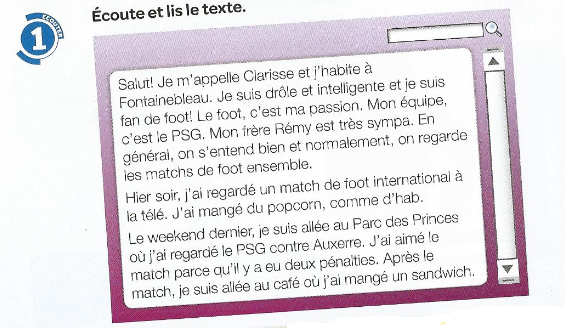 ÉCOUTER
1
Écoute et lis le texte.
Salut! Je m'appelle Clarisse et j'habite à
Fontainebleau. Je suis drôle et intelligente et je suis
fan de foot! Le foot, c'est ma passion. Mon équipe,
c'est le PSG. Mon frère Rémy est très sympa. En
général, on s'entend bien et normalement, on regarde
les matchs de foot ensemble.
Hier soir, j'ai regardé un match de foot international à
la télé. J'ai mangé du popcorn, comme d'hab.
Le weekend dernier, je suis allée au Parc des Princes
où j'ai regardé le PSG contre Auxerre. J'ai aimé le
match parce qu'il y a eu deux pénalties. Après le
match, je suis allée au café où j'ai mangé un sandwich.